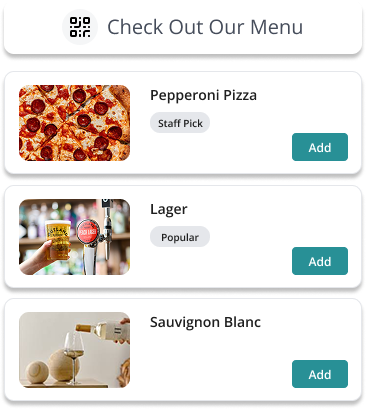 Check Out Our Menu
Pepperoni Pizza
Staff Pick
Add
Lager
Popular
Add
Sauvignon Blanc
Add